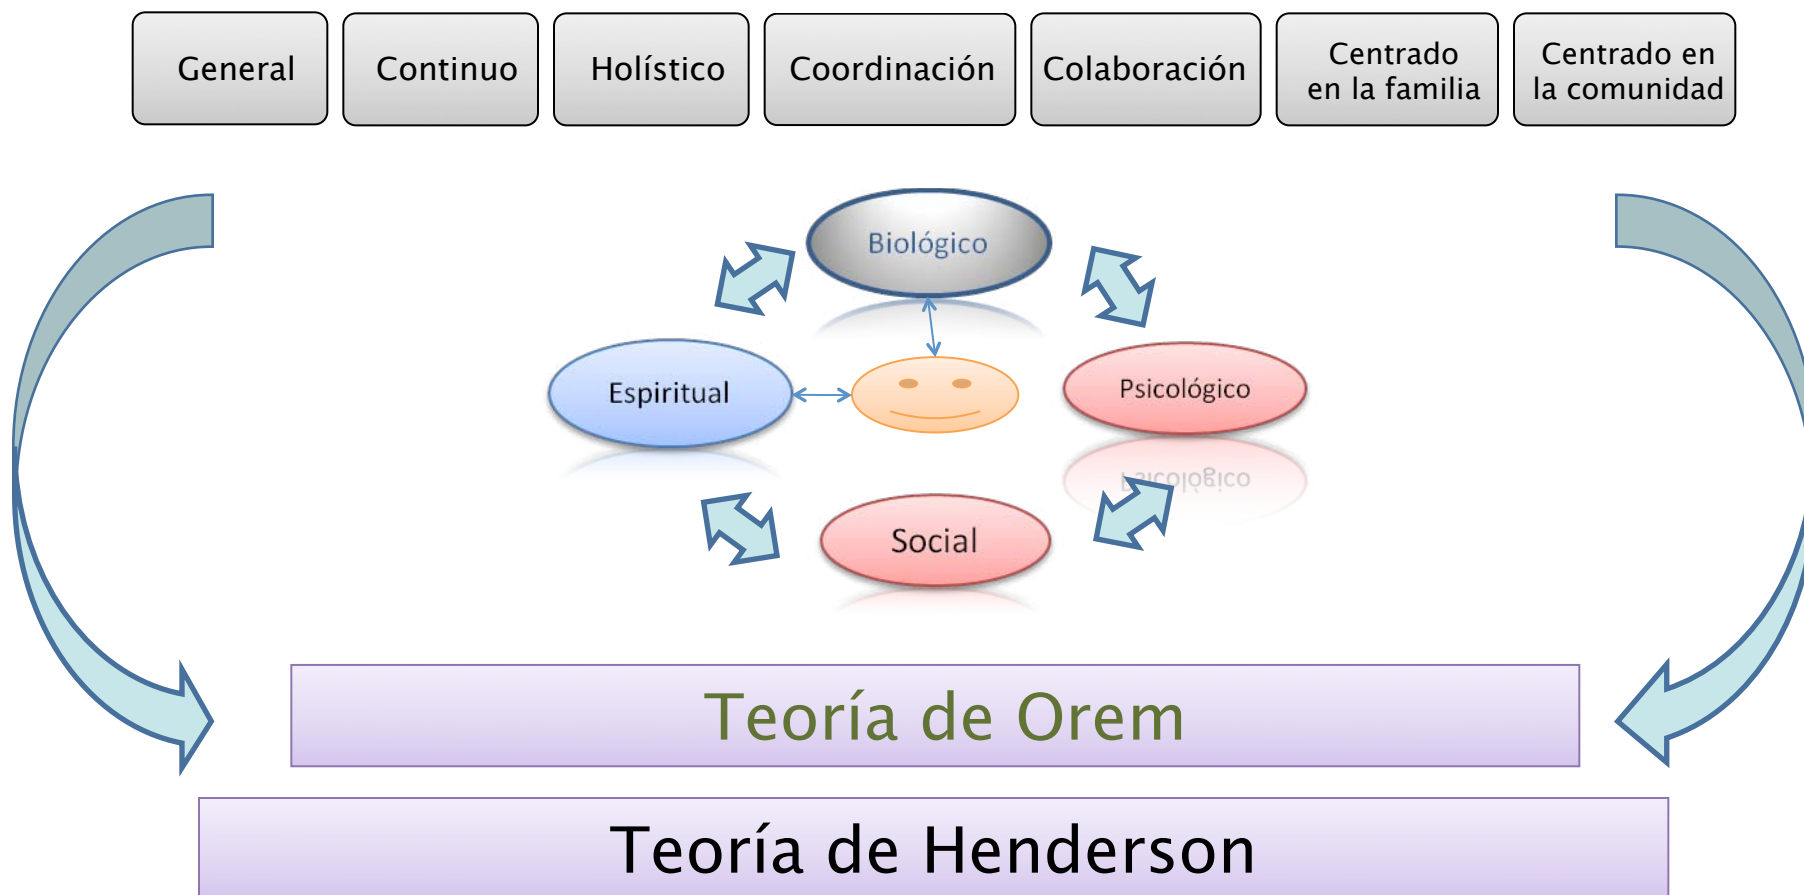 General
Continuo
Holístico
Coordinación
Colaboración
Centrado
en la familia
Centrado en
la comunidad
Biológico
Espiritual
Psicológico
Psicológico
Social
Teoría de Orem
Teoría de Henderson